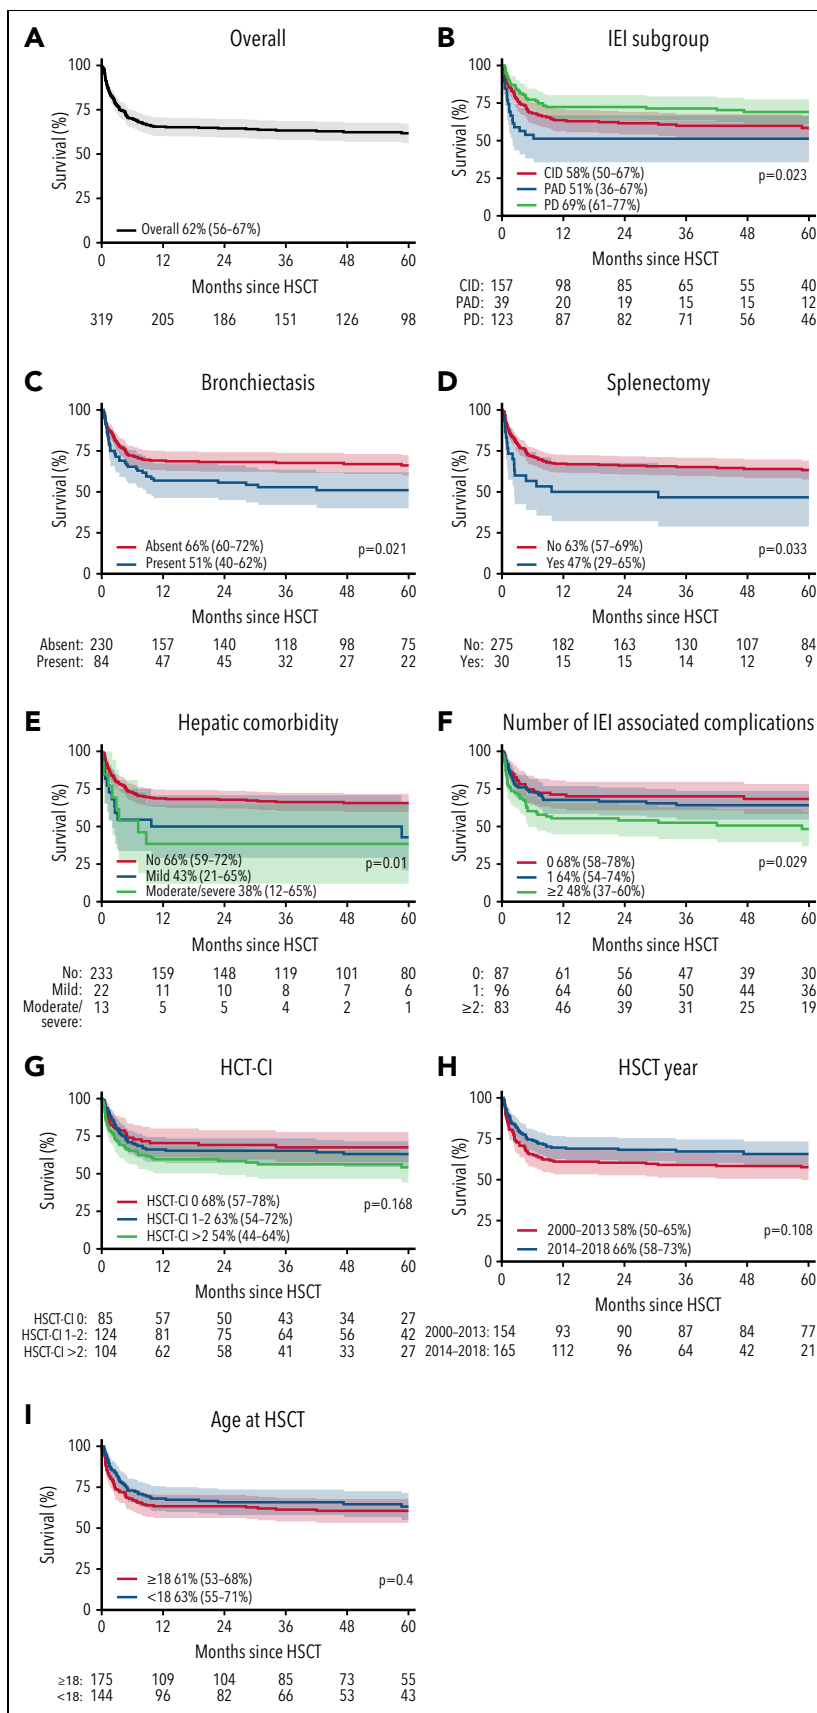 A
Overall
Survival (%)
100
75
50
25
0
Overall 62% (56–67%)
0 12 24 36 48 60
Months since HSCT
319 205 186 151 126 98
B
IEI subgroup
Survival (%)
100
75
50
25
0
CID 58% (50–67%)
PAD 51% (36–67%)
PD 69% (61–77%)
p=0.023
0 12 24 36 48 60
Months since HSCT
CID: 157 98 85 65 55 40
PAD: 39 20 19 15 15 12
PD: 123 87 82 71 56 46
C
Bronchiectasis
Survival (%)
100
75
50
25
0
Absent 66% (60–72%)
Present 51% (40–62%)
p=0.021
0 12 24 36 48 60
Months since HSCT
Absent: 230 157 140 118 98 75
Present: 84 47 45 32 27 22
D
Splenectomy
Survival (%)
100
75
50
25
0
No 63% (57–69%)
Yes 47% (29–65%)
p=0.033
0 12 24 36 48 60
Months since HSCT
No: 275 182 163 130 107 84
Yes: 30 15 15 14 12 9
E
Hepatic comorbidity
Survival (%)
100
75
50
25
0
No 66% (59–72%)
Mild 43% (21–65%)
Moderate/severe 38% (12–65%)
p=0.01
0 12 24 36 48 60
Months since HSCT
No: 233 159 148 119 101 80
Mild: 22 11 10 8 7 6
Moderate/ 13 5 5 4 2 1
severe:
F
Number of IEI associated complications
Survival (%)
100
75
50
25
0
0 68% (58–78%)
1 64% (54–74%)
≥2 48% (37–60%)
p=0.029
0 12 24 36 48 60
Months since HSCT
0: 87 61 56 47 39 30
1: 96 64 60 50 44 36
≥2: 83 46 39 31 25 19
G
HCT-CI
Survival (%)
100
75
50
25
0
HSCT-CI 0 68% (57–78%)
HSCT-CI 1–2 63% (54–72%)
HSCT-CI >2 54% (44–64%)
p=0.168
0 12 24 36 48 60
Months since HSCT
HSCT-CI 0: 85 57 50 43 34 27
HSCT-CI 1–2: 124 81 75 64 56 42
HSCT-CI >2: 104 62 58 41 33 27
H
HSCT year
Survival (%)
100
75
50
25
0
2000–2013 58% (50–65%)
2014–2018 66% (58–73%)
p=0.108
0 12 24 36 48 60
Months since HSCT
2000–2013: 154 93 90 87 84 77
2014–2018: 165 112 96 64 42 21
I
Age at HSCT
Survival (%)
100
75
50
25
0
≥18 61% (53–68%)
<18 63% (55–71%)
p=0.4
0 12 24 36 48 60
Months since HSCT
≥18: 175 109 104 85 73 55
<18: 144 96 82 66 53 43